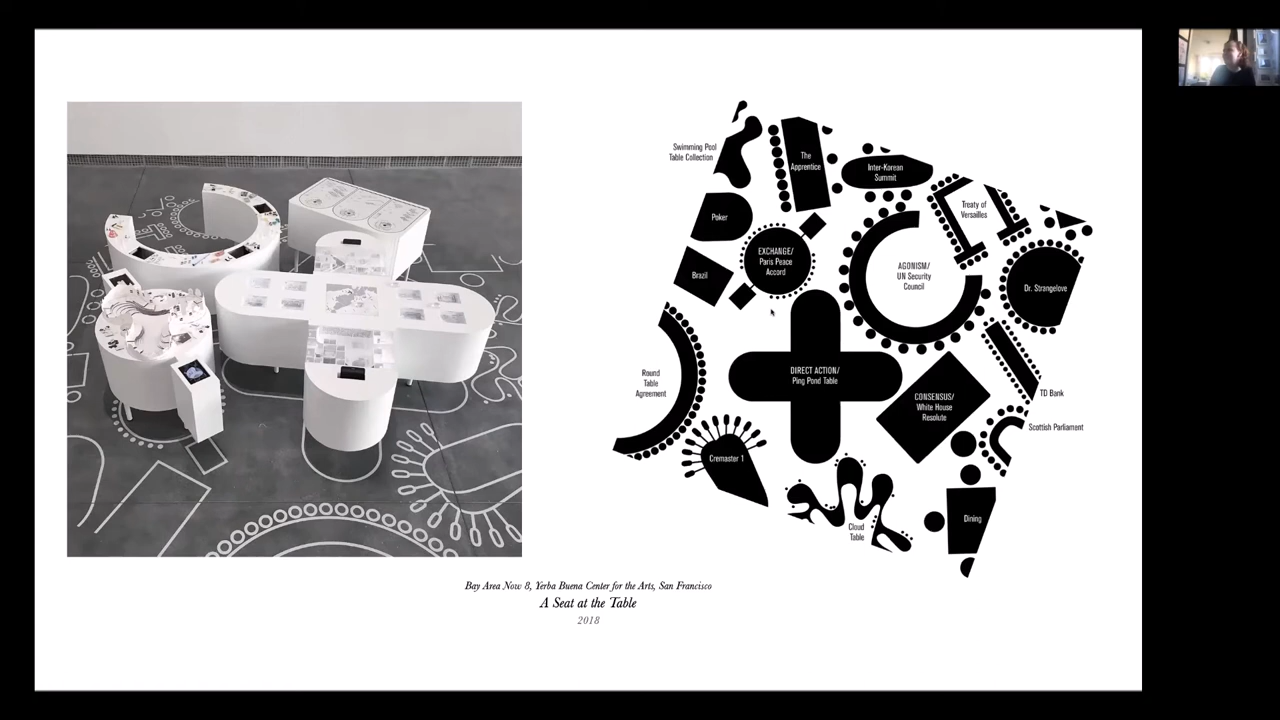 Swimming Pool
Table Collection
The
Apprentice
Inter-Korean
Summit
Treaty of
Versailles
Poker
EXCHANGE/
Paris Peace
Accord
AGONISM/
UN Security
Council
Brazil
Dr. Strangelove
Round
Table
Agreement
DIRECT ACTION/
Ping Pond Table
CONSENSUS/
White House
Resolute
TD Bank
Scottish Parliament
Cremaster 1
Cloud
Table
Dining
Bay Area Now 8, Yerba Buena Center for the Arts, San Francisco
A Seat at the Table
2018